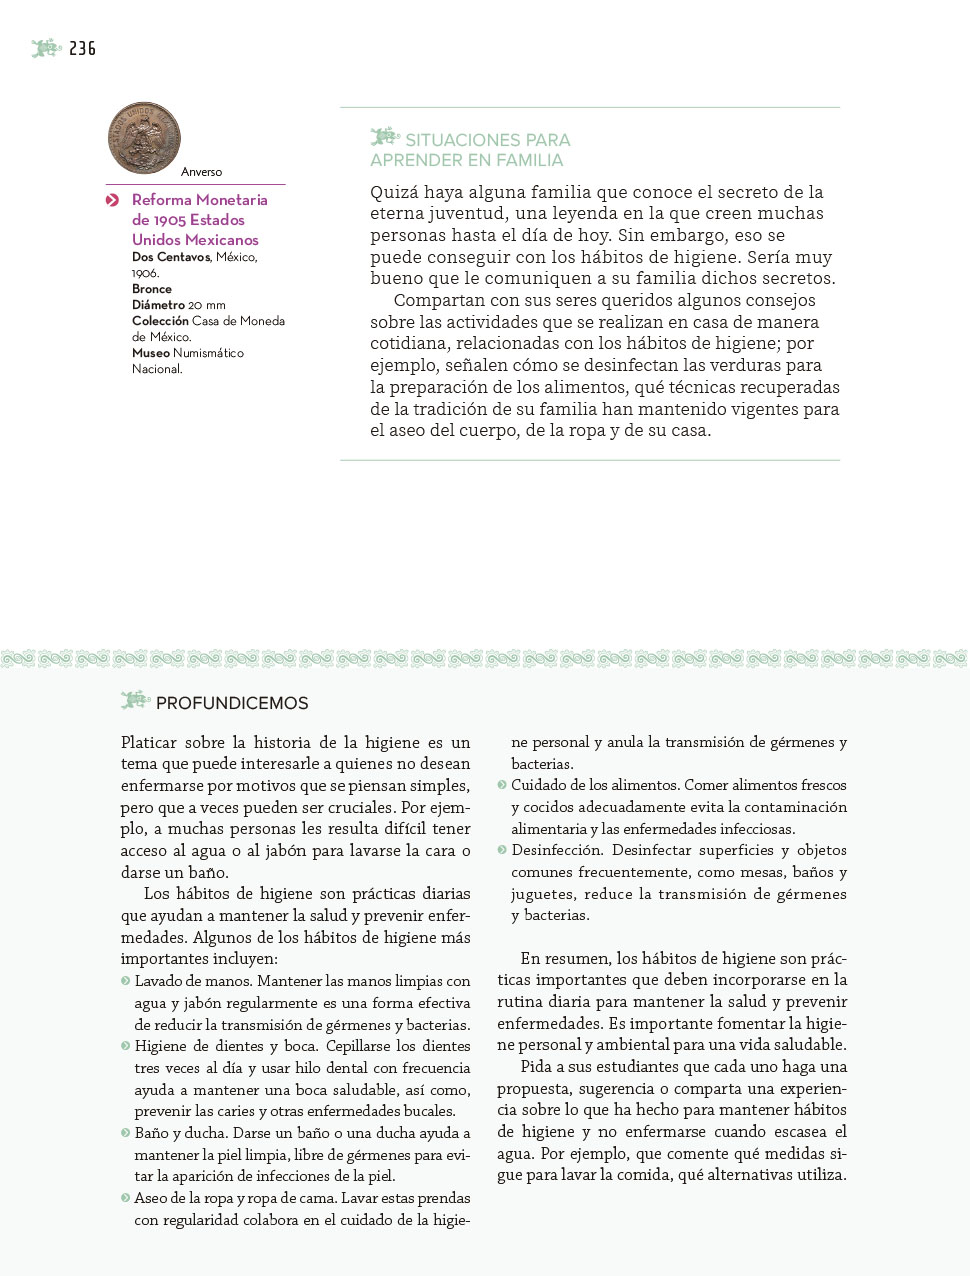 236
Anverso
Reforma Monetaria
de 1905 Estados
Unidos Mexicanos
Dos Centavos, México,
1906.
Bronce
Diámetro 20 mm
Colección Casa de Moneda
de México.
Museo Numismático
Nacional.
SITUACIONES PARA
APRENDER EN FAMILIA
Quizá haya alguna familia que conoce el secreto de la
eterna juventud, una leyenda en la que creen muchas
personas hasta el día de hoy. Sin embargo, eso se
puede conseguir con los hábitos de higiene. Sería muy
bueno que le comuniquen a su familia dichos secretos.
Compartan con sus seres queridos algunos consejos
sobre las actividades que se realizan en casa de manera
cotidiana, relacionadas con los hábitos de higiene; por
ejemplo, señalen cómo se desinfectan las verduras para
la preparación de los alimentos, qué técnicas recuperadas
de la tradición de su familia han mantenido vigentes para
el aseo del cuerpo, de la ropa y de su casa.
PROFUNDICEMOS
Platicar sobre la historia de la higiene es un
tema que puede interesarle a quienes no desean
enfermarse por motivos que se piensan simples,
pero que a veces pueden ser cruciales. Por ejem-
plo, a muchas personas les resulta difícil tener
acceso al agua o al jabón para lavarse la cara o
darse un baño.
Los hábitos de higiene son prácticas diarias
que ayudan a mantener la salud y prevenir enfer-
medades. Algunos de los hábitos de higiene más
importantes incluyen:
Lavado de manos. Mantener las manos limpias con
agua y jabón regularmente es una forma efectiva
de reducir la transmisión de gérmenes y bacterias.
Higiene de dientes y boca. Cepillarse los dientes
tres veces al día y usar hilo dental con frecuencia
ayuda a mantener una boca saludable, así como,
prevenir las caries y otras enfermedades bucales.
Baño y ducha. Darse un baño o una ducha ayuda a
mantener la piel limpia, libre de gérmenes para evi-
tar la aparición de infecciones de la piel.
Aseo de la ropa y ropa de cama. Lavar estas prendas
con regularidad colabora en el cuidado de la higie-
ne personal y anula la transmisión de gérmenes y
bacterias.
Cuidado de los alimentos. Comer alimentos frescos
y cocidos adecuadamente evita la contaminación
alimentaria y las enfermedades infecciosas.
Desinfección. Desinfectar superficies y objetos
comunes frecuentemente, como mesas, baños y
juguetes, reduce la transmisión de gérmenes
y bacterias.
En resumen, los hábitos de higiene son prác-
ticas importantes que deben incorporarse en la
rutina diaria para mantener la salud y prevenir
enfermedades. Es importante fomentar la higie-
ne personal y ambiental para una vida saludable.
Pida a sus estudiantes que cada uno haga una
propuesta, sugerencia o comparta una experien-
cia sobre lo que ha hecho para mantener hábitos
de higiene y no enfermarse cuando escasea el
agua. Por ejemplo, que comente qué medidas si-
gue para lavar la comida, qué alternativas utiliza.